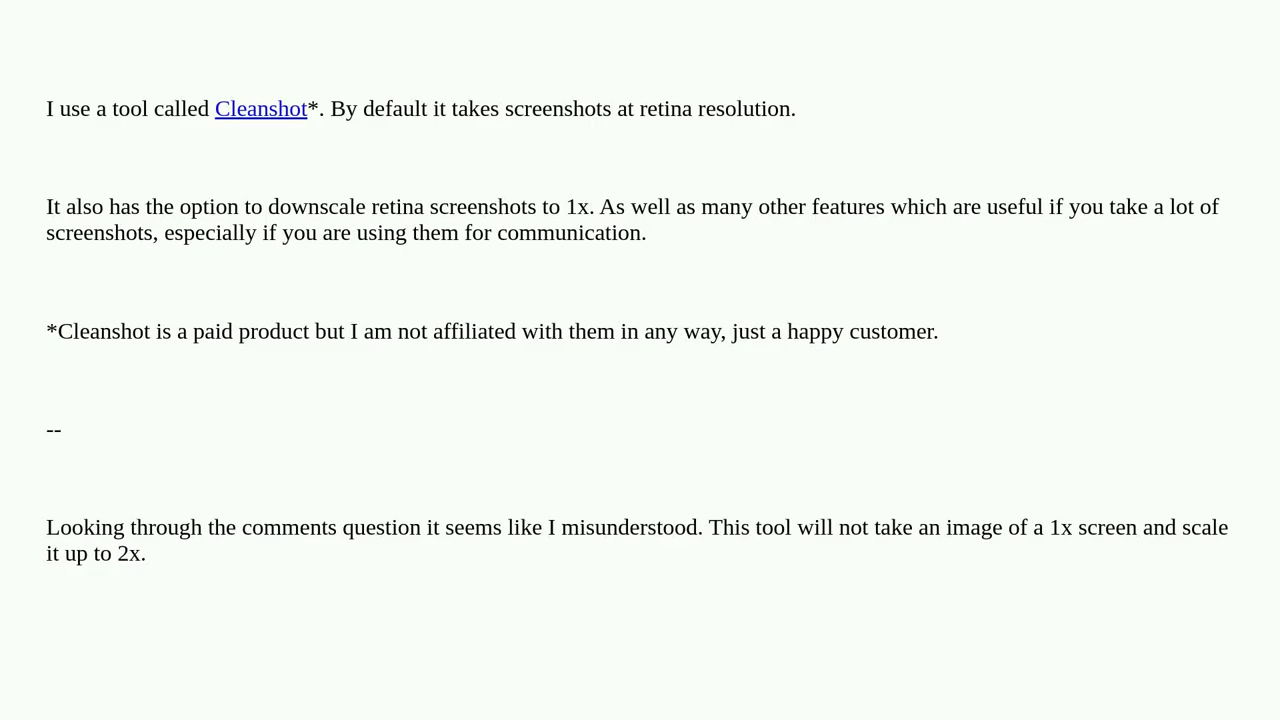 I use a tool called Cleanshot*. By default it takes screenshots at retina resolution.
It also has the option to downscale retina screenshots to 1x. As well as many other features which are useful if you take a lot of
screenshots, especially if you are using them for communication.
*Cleanshot is a paid product but I am not affiliated with them in any way, just a happy customer.
--
Looking through the comments question it seems like I misunderstood. This tool will not take an image of a 1x screen and scale
it up to 2x.